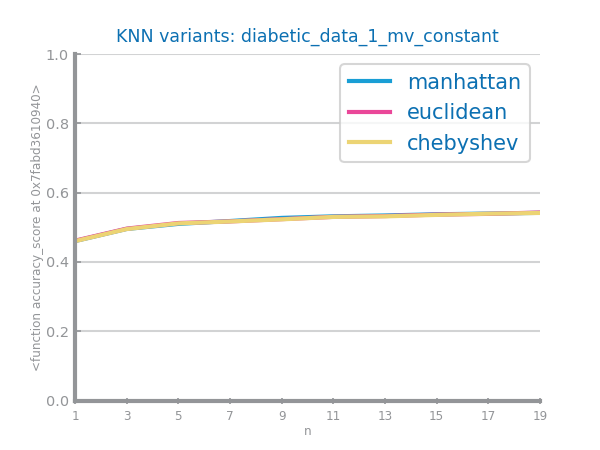 KNN variants: diabetic_data_1_mv_constant
manhattan
euclidean
chebyshev
<function accuracy_score at 0x7fabd3610940>
1.0
0.8
0.6
0.4
0.2
0.0
1 3 5 7 9 11 13 15 17 19
n